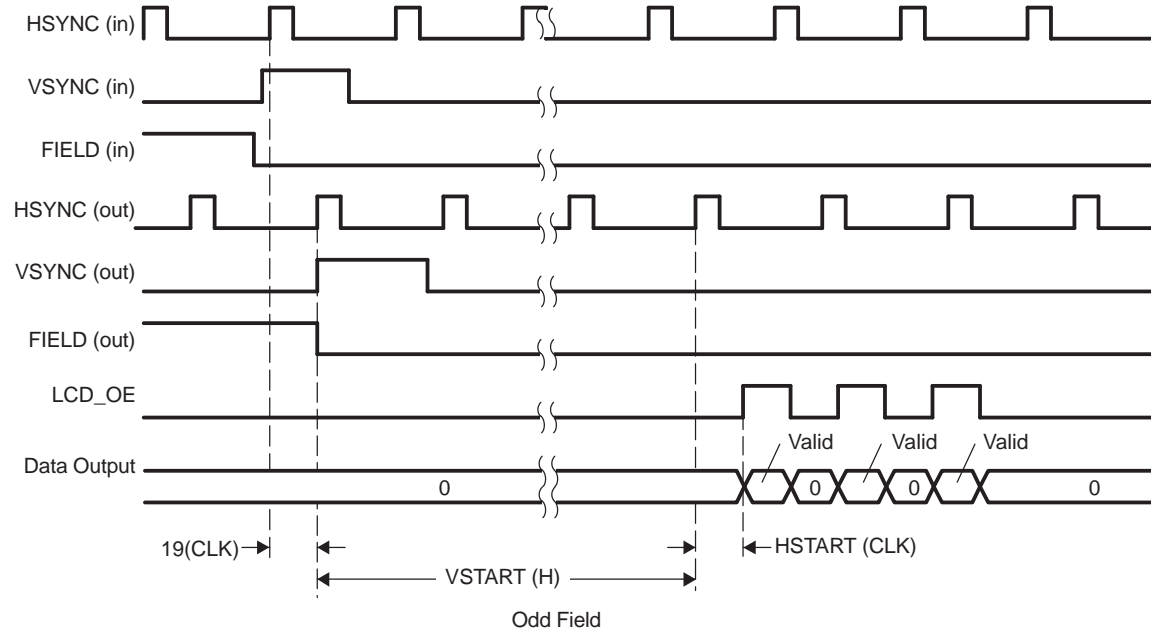 HSYNC (in)
VSYNC (in)
FIELD (in)
HSYNC (out)
VSYNC (out)
FIELD (out)
LCD_OE
Valid Valid Valid
Data Output
0 0 0 0
19(CLK) HSTART (CLK)
VSTART (H)
Odd Field